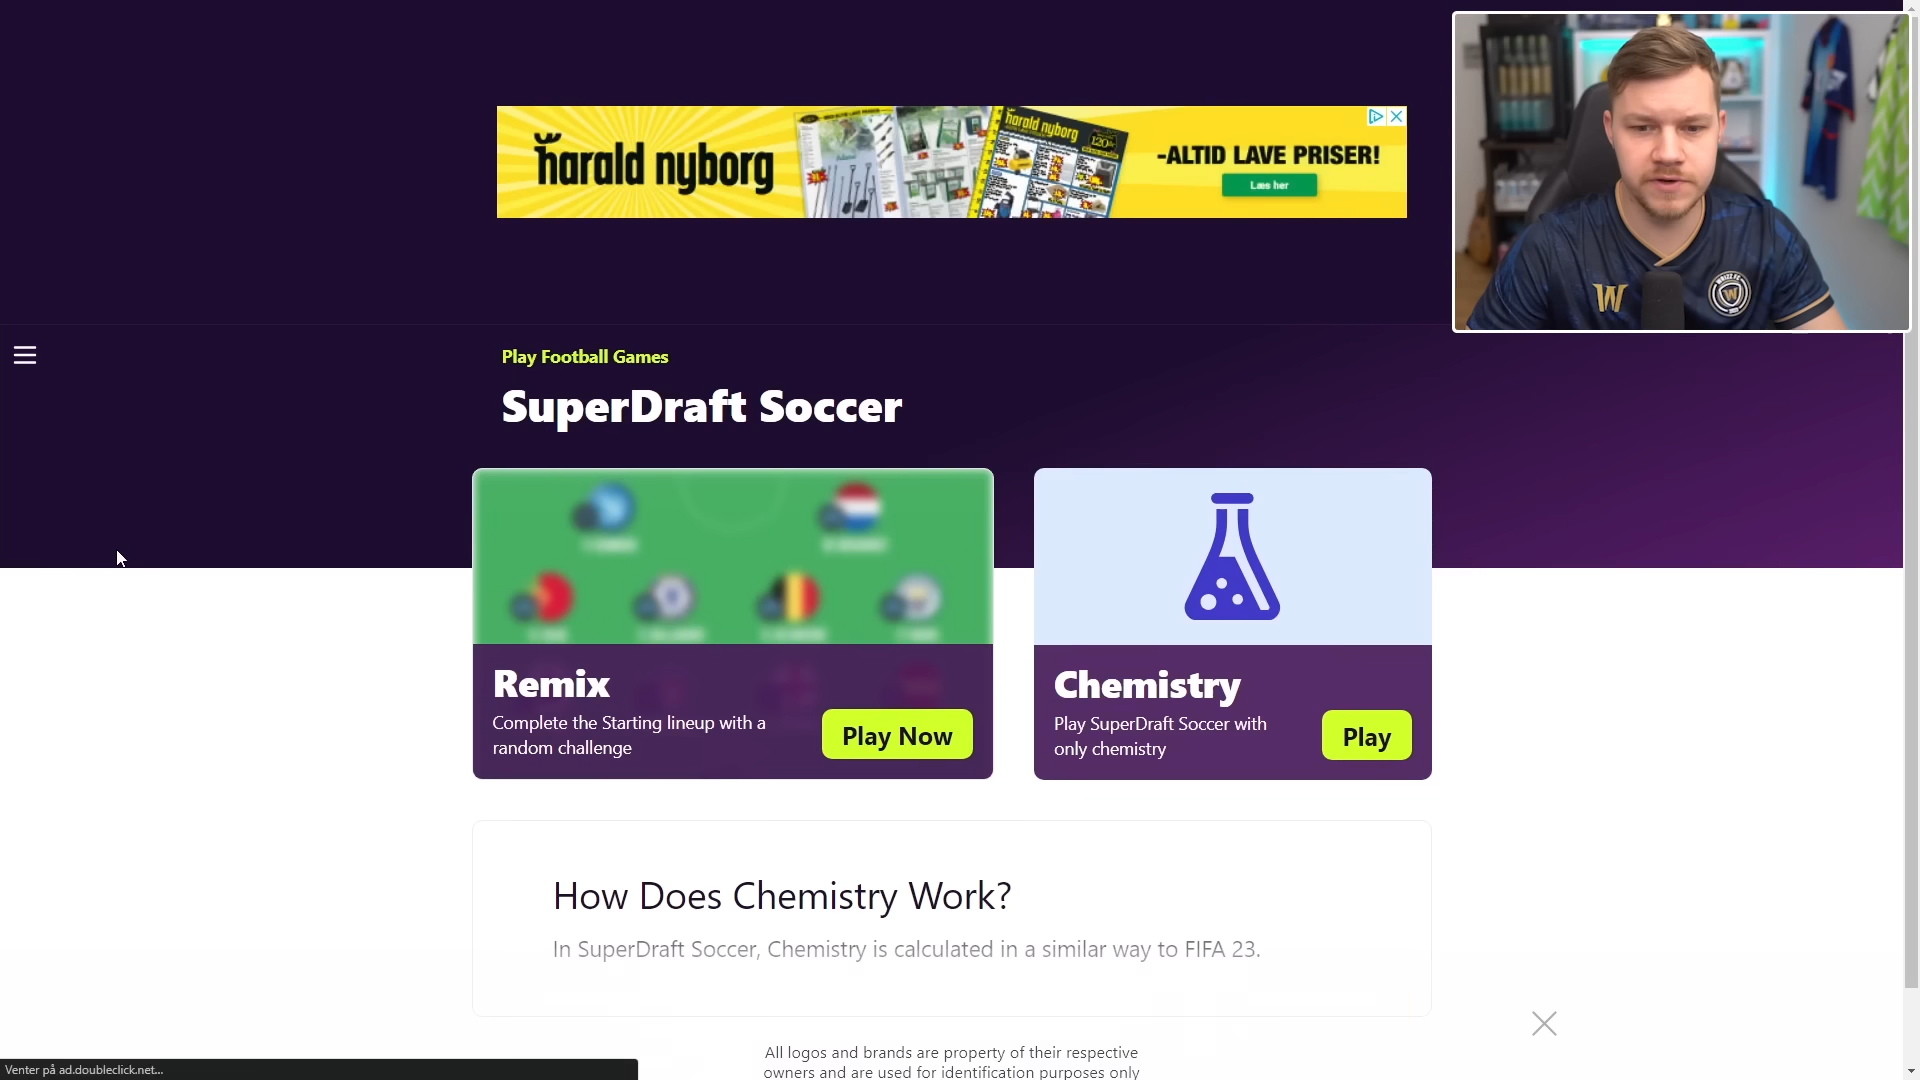 harald nyborg
harald nyborg
-ALTID LAVE PRISER!
Læs her
W
W
Play Football Games
SuperDraft Soccer
Remix
Complete the Starting lineup with a
random challenge
Play Now
Chemistry
Play SuperDraft Soccer with
only chemistry
Play
How Does Chemistry Work?
In SuperDraft Soccer, Chemistry is calculated in a similar way to FIFA 23.
All logos and brands are property of their respective
owners and are used for identification purposes only
Venter på ad.doubleclick.net...